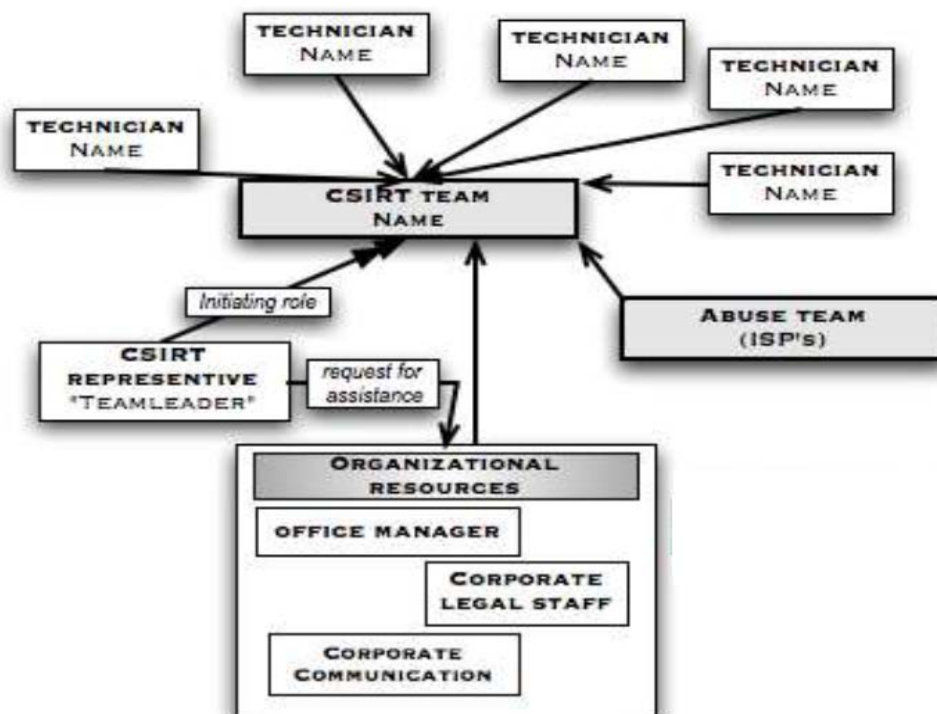 TECHNICIAN
NAME
TECHNICIAN
NAME
TECHNICIAN
NAME
TECHNICIAN
NAME
TECHNICIAN
NAME
CSIRT TEAM
NAME
Initiating role
ABUSE TEAM
(ISP'S)
CSIRT
REPRESENTIVE
"TEAMLEADER"
request for
assistance
ORGANIZATIONAL
RESOURCES
OFFICE MANAGER
CORPORATE
LEGAL STAFF
CORPORATE
COMMUNICATION